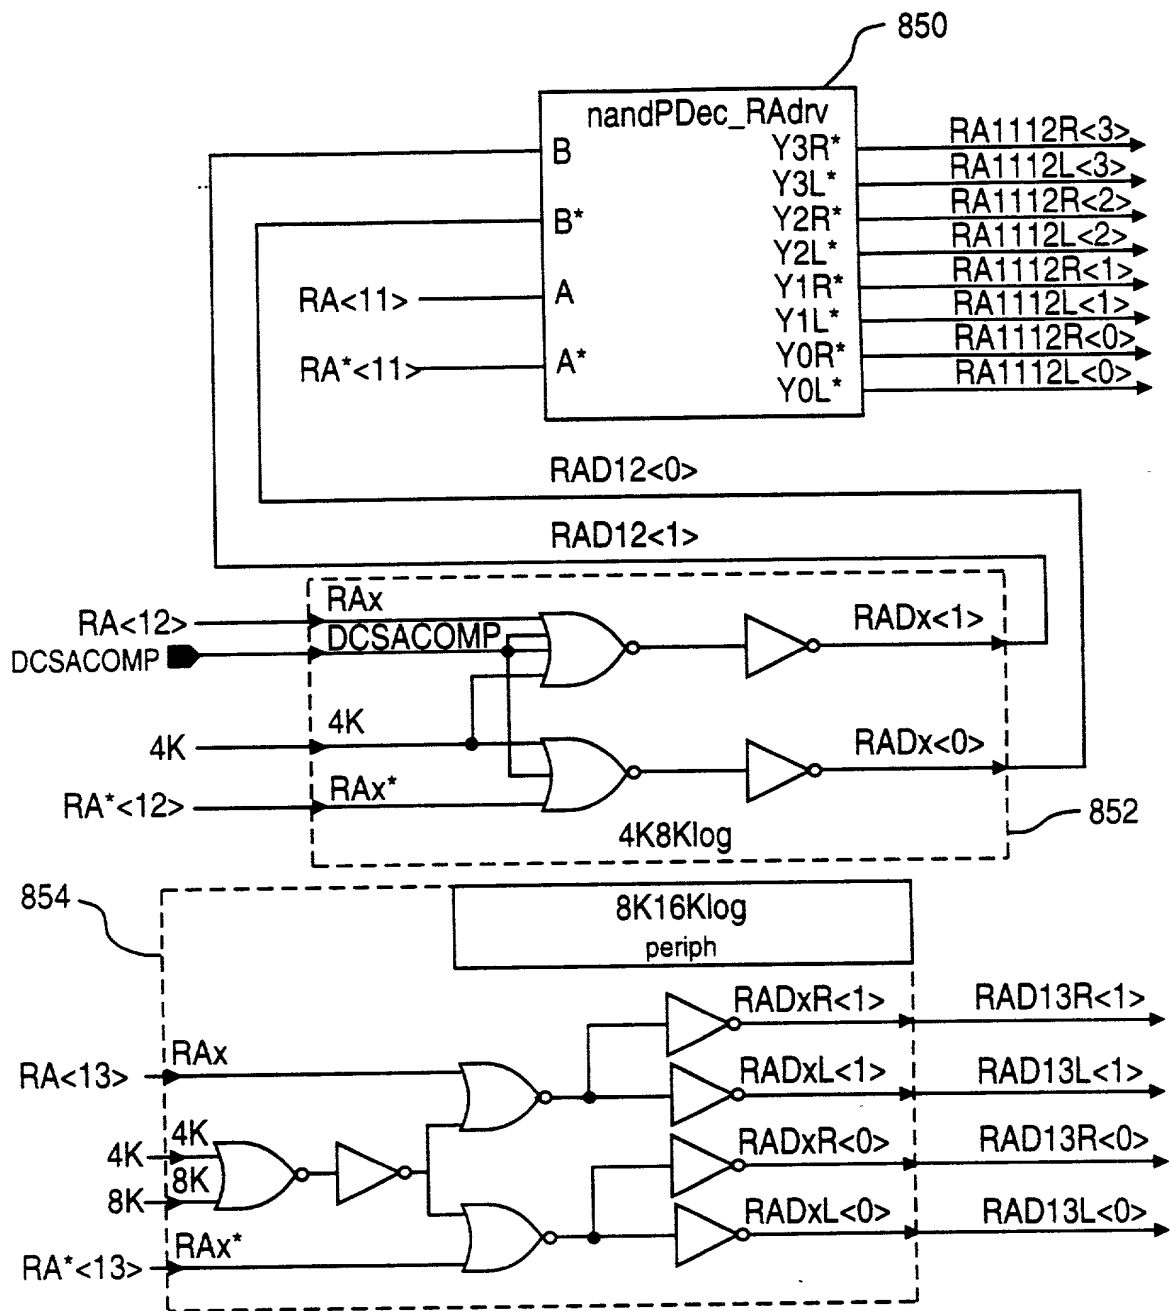 850
nandPDec_RAdrv
B
B*
RA<11>
A
RA*<11>
A*
Y3R*
Y3L*
Y2R*
Y2L*
Y1R*
Y1L*
Y0R*
Y0L*
RA1112R<3>
RA1112L<3>
RA1112R<2>
RA1112L<2>
RA1112R<1>
RA1112L<1>
RA1112R<0>
RA1112L<0>
RAD12<0>
RAD12<1>
RA<12>
RAx
DCSACOMP
DCSACOMP
4K
4K
RA*<12>
RAx*
RADx<1>
RADx<0>
4K8Klog
852
854
8K16Klog
periph
RA<13>
RAx
4K
4K
8K
8K
RA*<13>
RAx*
RADxR<1>
RADxL<1>
RADxR<0>
RADxL<0>
RAD13R<1>
RAD13L<1>
RAD13R<0>
RAD13L<0>